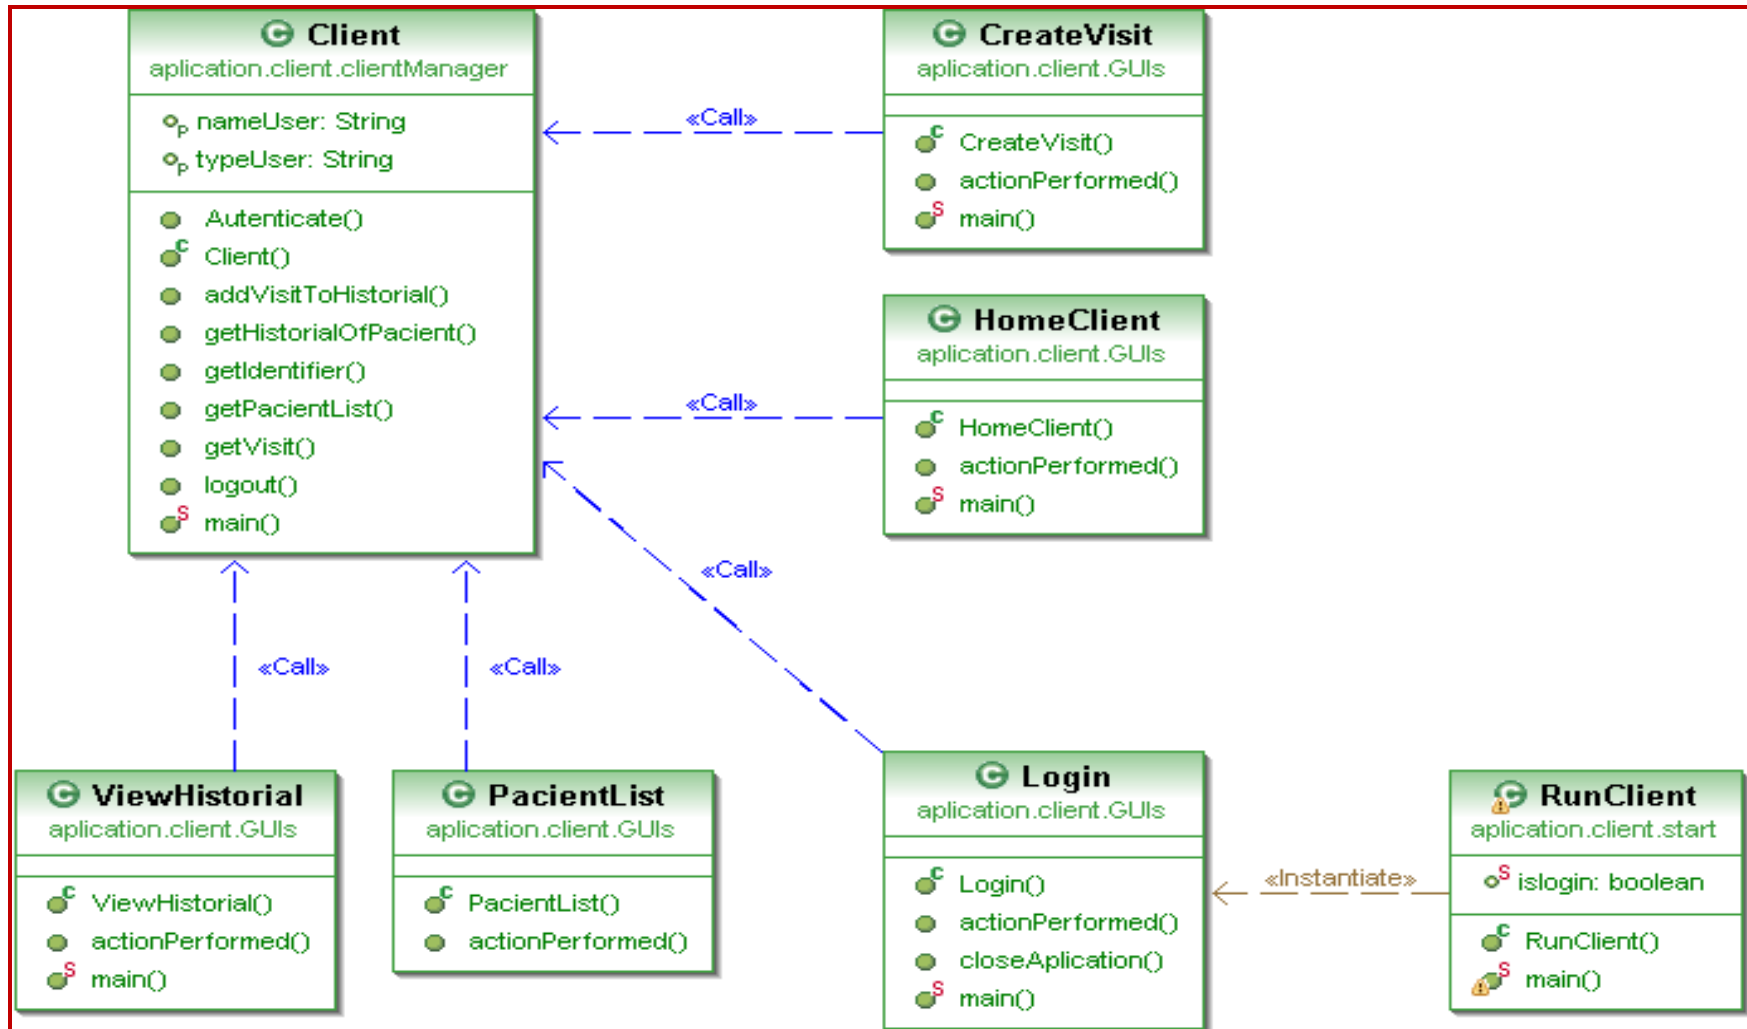 Client
aplication.client.clientManager
nameUser: String
typeUser: String
Autenticate()
Client()
addVisitToHistorial()
getHistorialOfPacient()
getIdentifier()
getPacientList()
getVisit()
logout()
main()
«Call»
CreateVisit
aplication.client.GUIs
CreateVisit()
actionPerformed()
main()
«Call»
HomeClient
aplication.client.GUIs
HomeClient()
actionPerformed()
main()
«Call»
«Call»
«Call»
ViewHistorial
aplication.client.GUIs
ViewHistorial()
actionPerformed()
main()
PacientList
aplication.client.GUIs
PacientList()
actionPerformed()
Login
aplication.client.GUIs
Login()
actionPerformed()
closeAplication()
main()
«Instantiate»
RunClient
aplication.client.start
islogin: boolean
RunClient()
main()